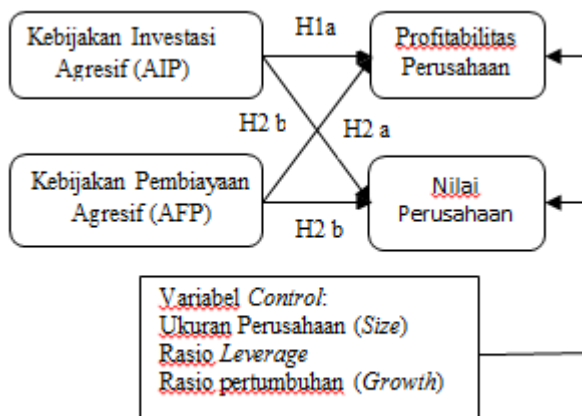 Kebijakan Investasi
Agresif (AIP)
H1a
Profitabilitas
Perusahaan
H2 b
H2 a
Kebijakan Pembiayaan
Agresif (AFP)
H2 b
Nilai
Perusahaan
Variabel Control:
Ukuran Perusahaan (Size)
Rasio Leverage
Rasio pertumbuhan (Growth)